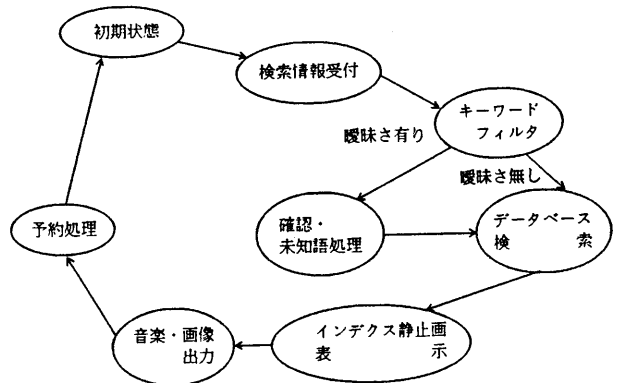 初期状態
検索情報受付
キーワード
フィルタ
曖昧さ有り
曖昧さ無し
確認・
未知語処理
データベース
検　　　索
インデクス静止画
表　　　　　　示
音楽・画像
出力
予約処理